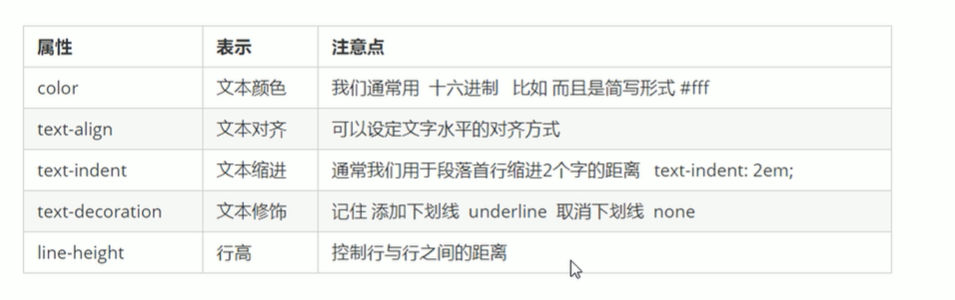 属性 表示 注意点
color 文本颜色 我们通常用 十六进制 比如 而且是简写形式 #fff
text-align 文本对齐 可以设定文字水平的对齐方式
text-indent 文本缩进 通常我们用于段落首行缩进2个字的距离 text-indent: 2em;
text-decoration 文本修饰 记住 添加下划线 underline 取消下划线 none
line-height 行高 控制行与行之间的距离